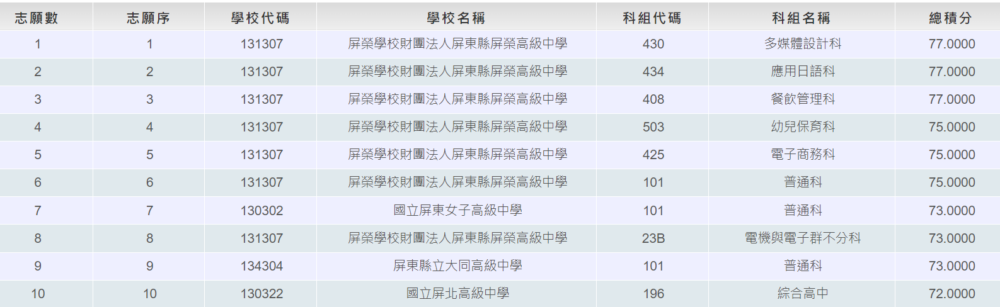 志願數 志願序 學校代碼 學校名稱 科組代碼 科組名稱 總積分
1 1 131307 屏榮學校財團法人屏東縣屏榮高級中學 430 多媒體設計科 77.0000
2 2 131307 屏榮學校財團法人屏東縣屏榮高級中學 434 應用日語科 77.0000
3 3 131307 屏榮學校財團法人屏東縣屏榮高級中學 408 餐飲管理科 77.0000
4 4 131307 屏榮學校財團法人屏東縣屏榮高級中學 503 幼兒保育科 75.0000
5 5 131307 屏榮學校財團法人屏東縣屏榮高級中學 425 電子商務科 75.0000
6 6 131307 屏榮學校財團法人屏東縣屏榮高級中學 101 普通科 75.0000
7 7 130302 國立屏東女子高級中學 101 普通科 73.0000
8 8 131307 屏榮學校財團法人屏東縣屏榮高級中學 23B 電機與電子群不分科 73.0000
9 9 134304 屏東縣立大同高級中學 101 普通科 73.0000
10 10 130322 國立屏北高級中學 196 綜合高中 72.0000